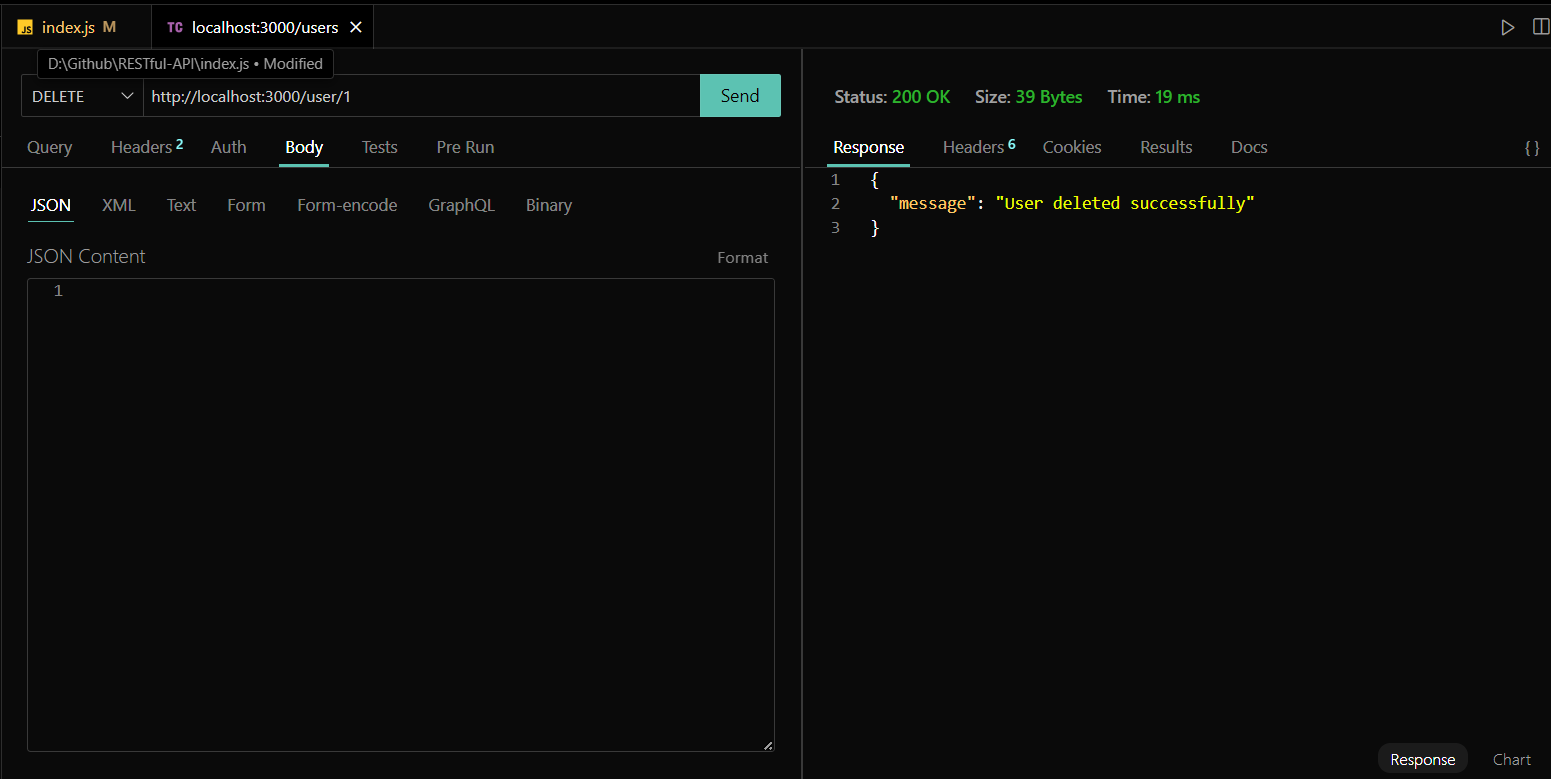 JS index.js M
TC localhost:3000/users ×
D:\Github\RESTful-API\index.js • Modified
DELETE http://localhost:3000/user/1 Send
Query Headers 2 Auth Body Tests Pre Run
JSON XML Text Form Form-encode GraphQL Binary
JSON Content Format
1
Status: 200 OK Size: 39 Bytes Time: 19 ms
Response Headers 6 Cookies Results Docs { }
1 {
2 "message": "User deleted successfully"
3 }
Response Chart